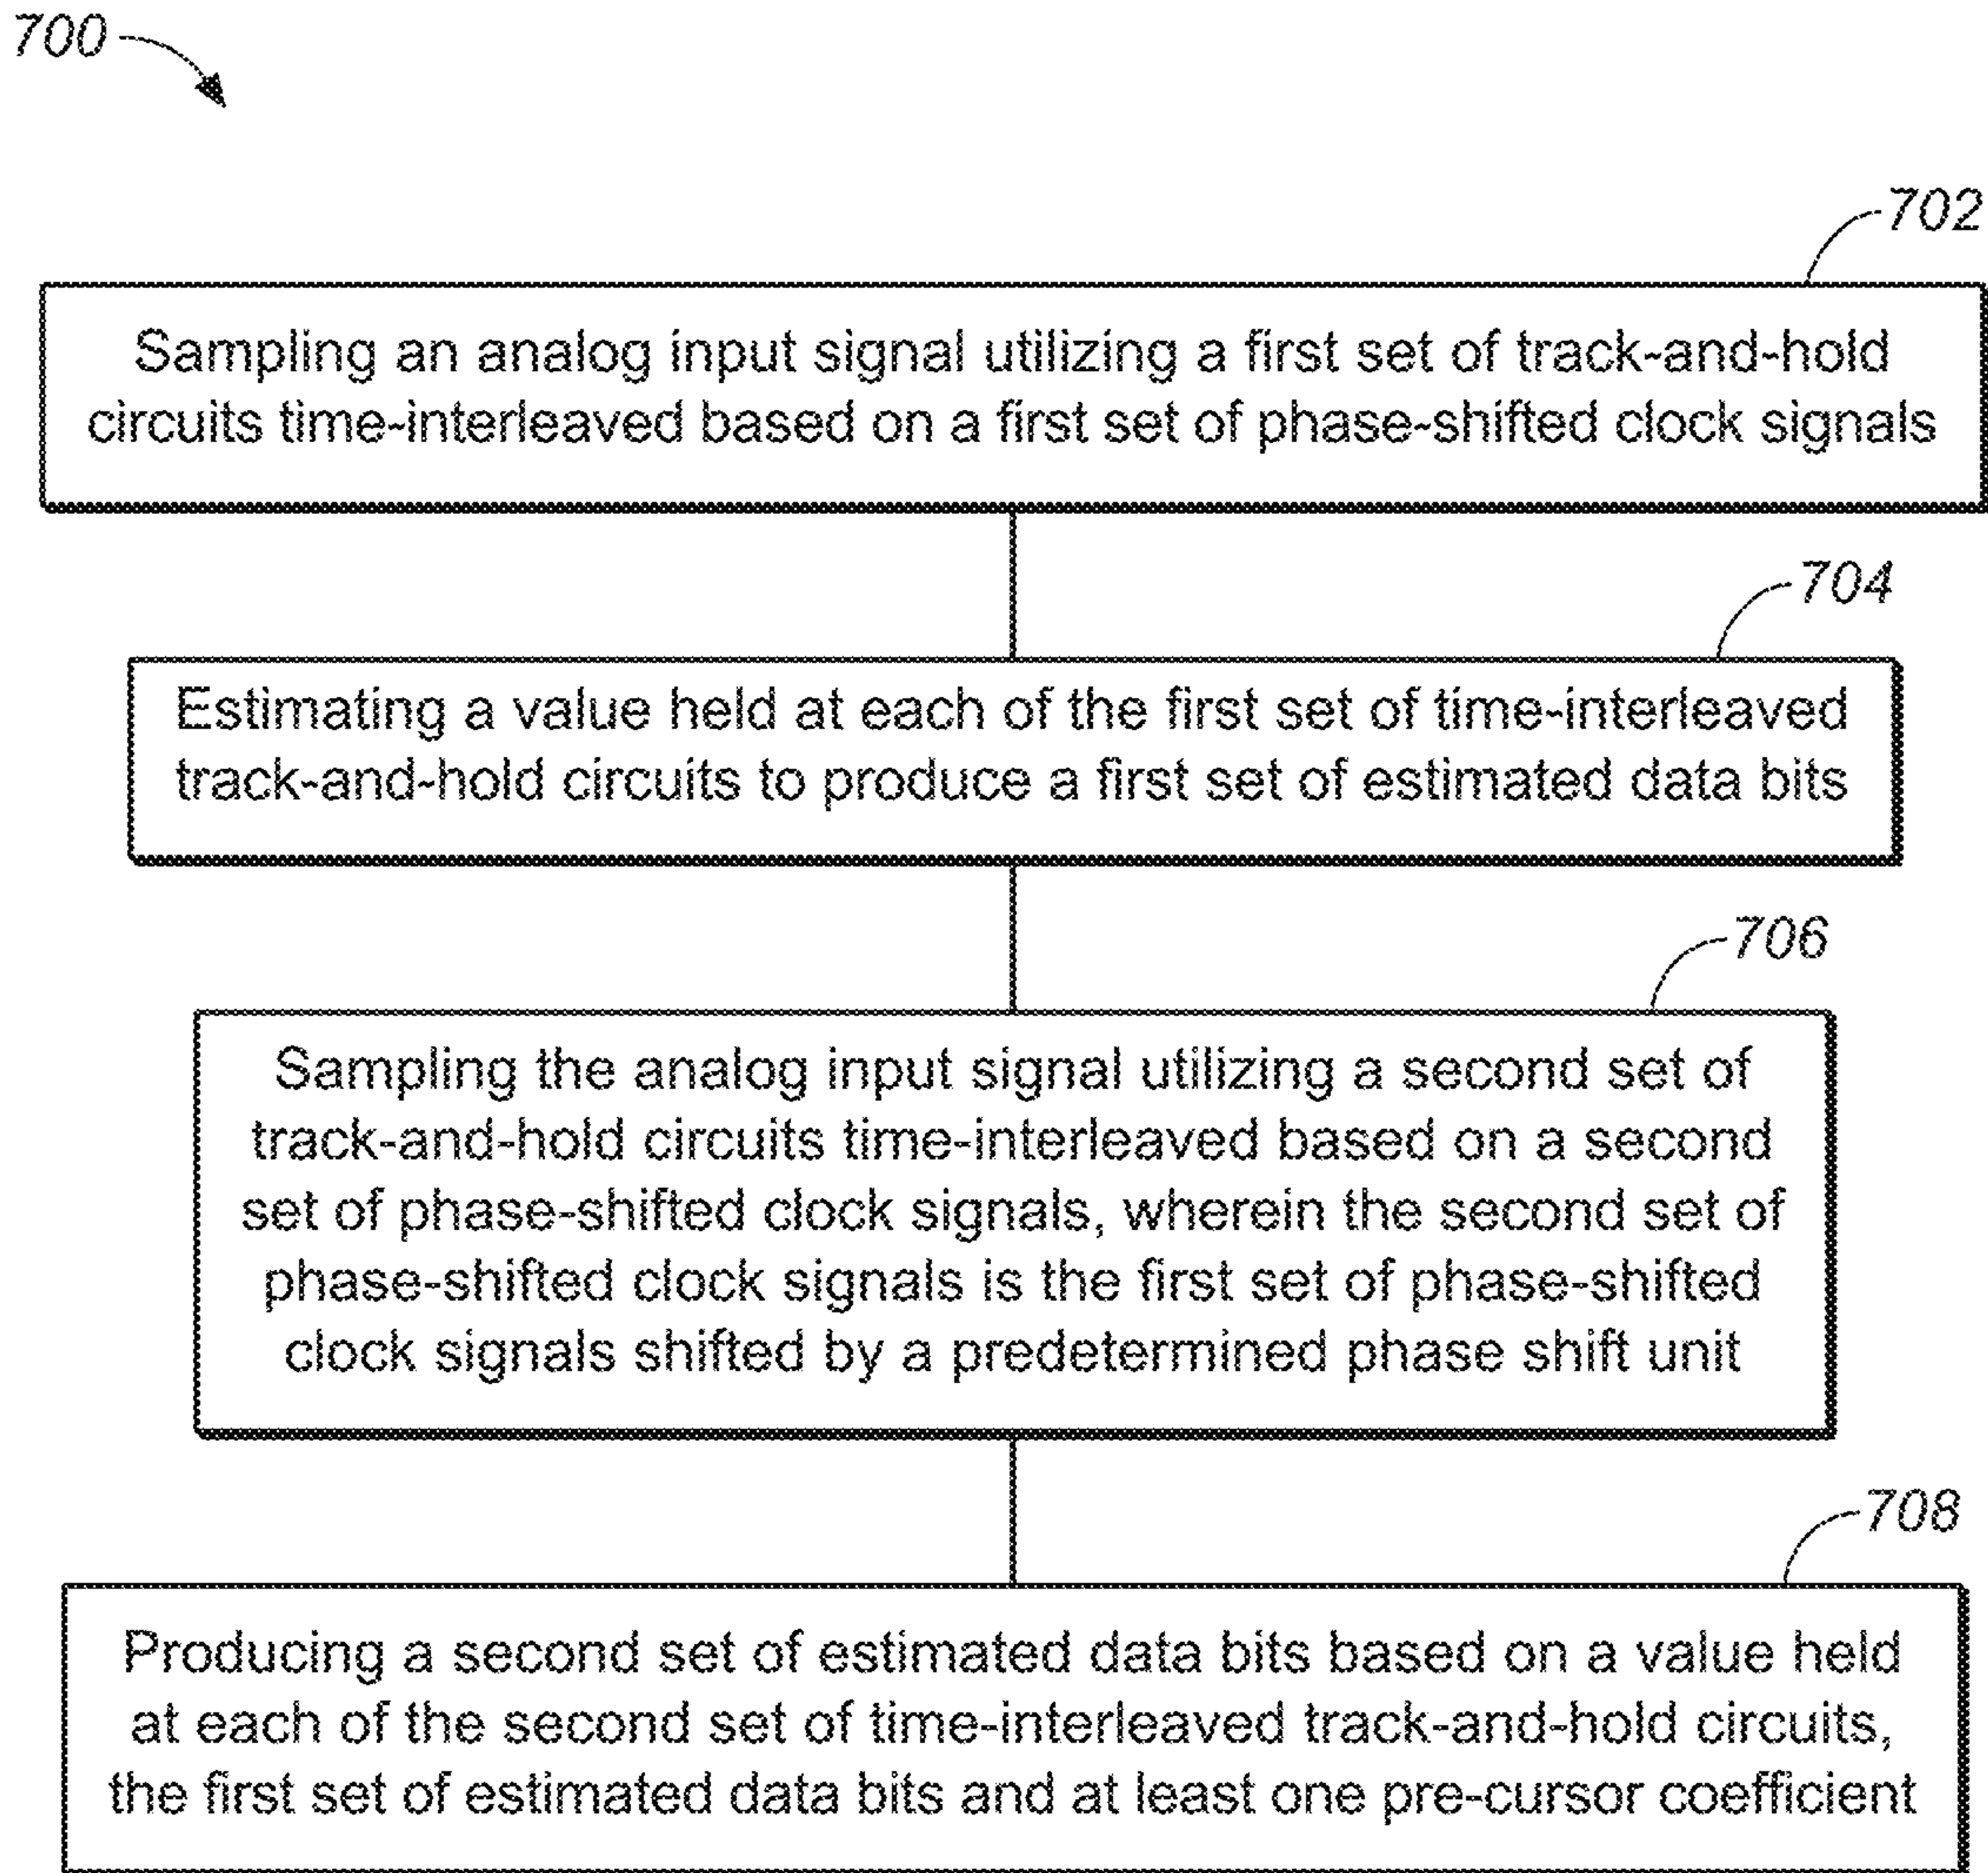 700
702
Sampling an analog input signal utilizing a first set of track-and-hold
circuits time-interleaved based on a first set of phase-shifted clock signals
704
Estimating a value held at each of the first set of time-interleaved
track-and-hold circuits to produce a first set of estimated data bits
706
Sampling the analog input signal utilizing a second set of
track-and-hold circuits time-interleaved based on a second
set of phase-shifted clock signals, wherein the second set of
phase-shifted clock signals is the first set of phase-shifted
clock signals shifted by a predetermined phase shift unit
708
Producing a second set of estimated data bits based on a value held
at each of the second set of time-interleaved track-and-hold circuits,
the first set of estimated data bits and at least one pre-cursor coefficient